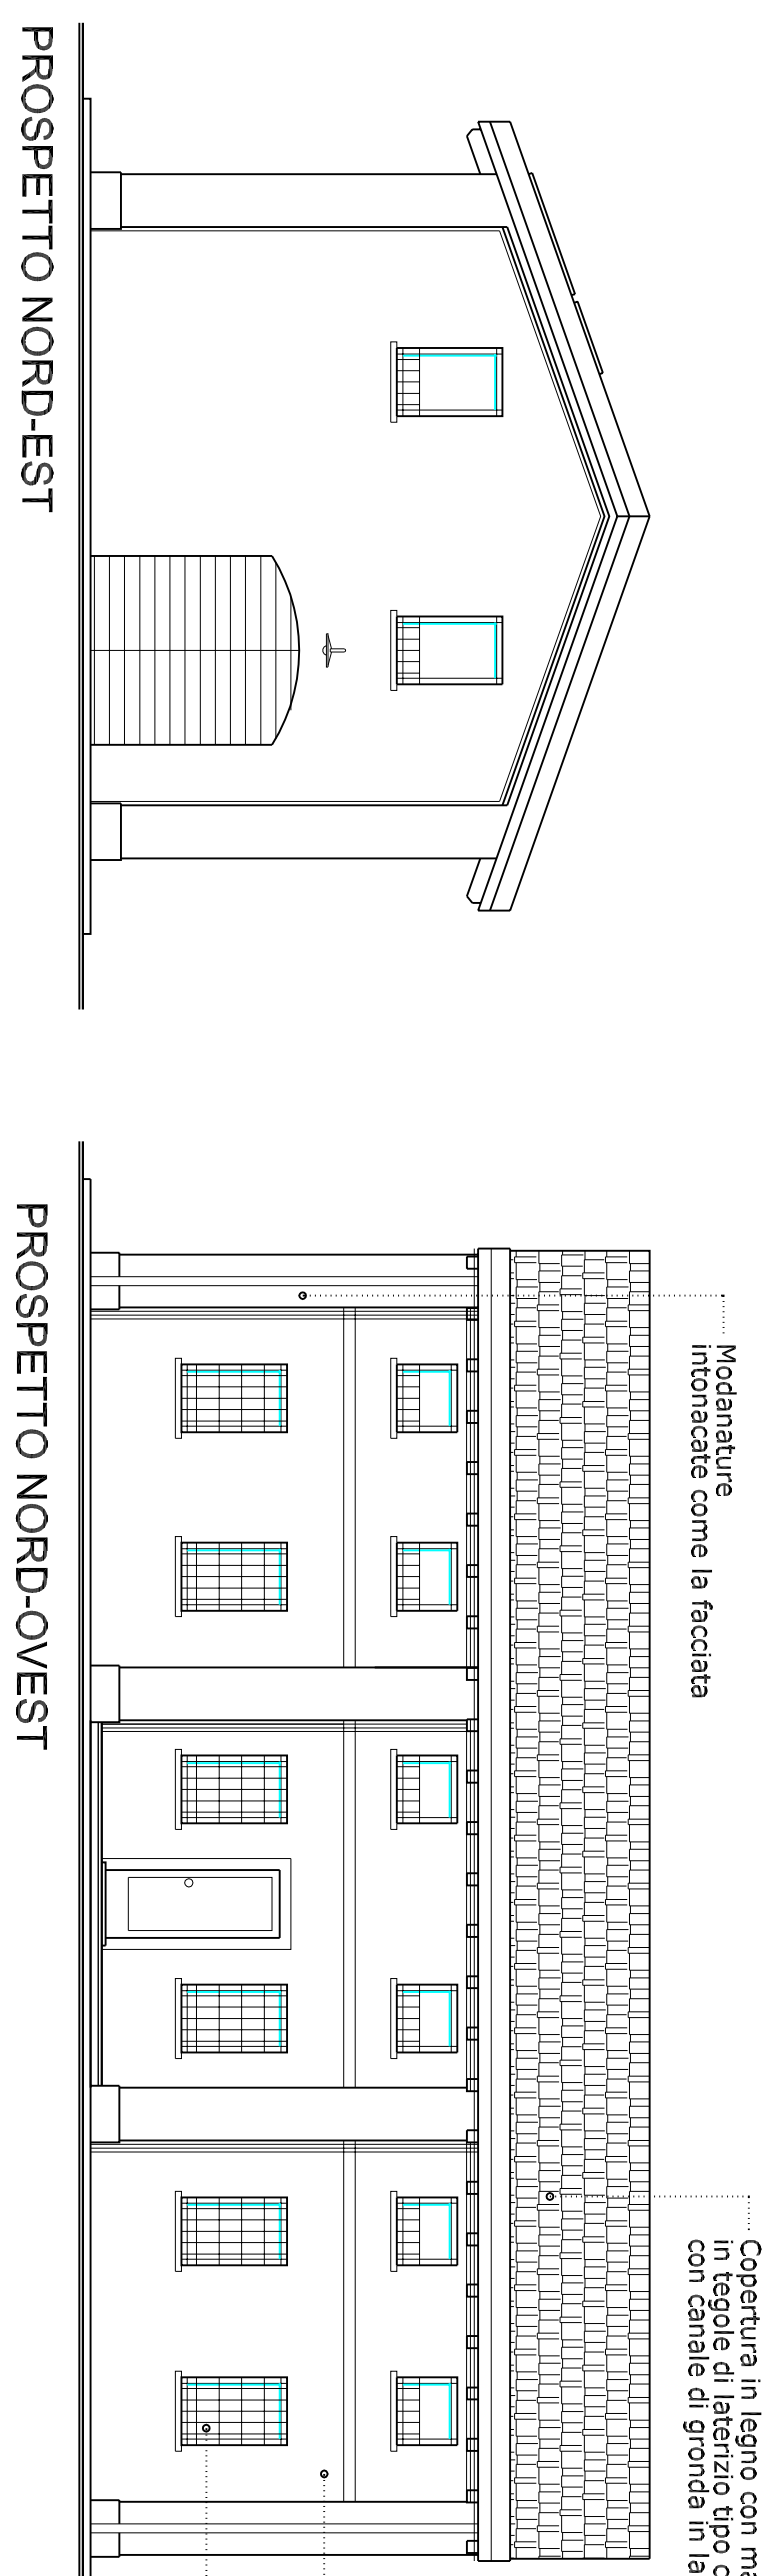 PROSPETTO NORD-EST
PROSPETTO NORD-OVEST
Modanature
intonacate come la facciata
Copertura in legno con
in tegole di laterizio tipo
con canale di gronda in